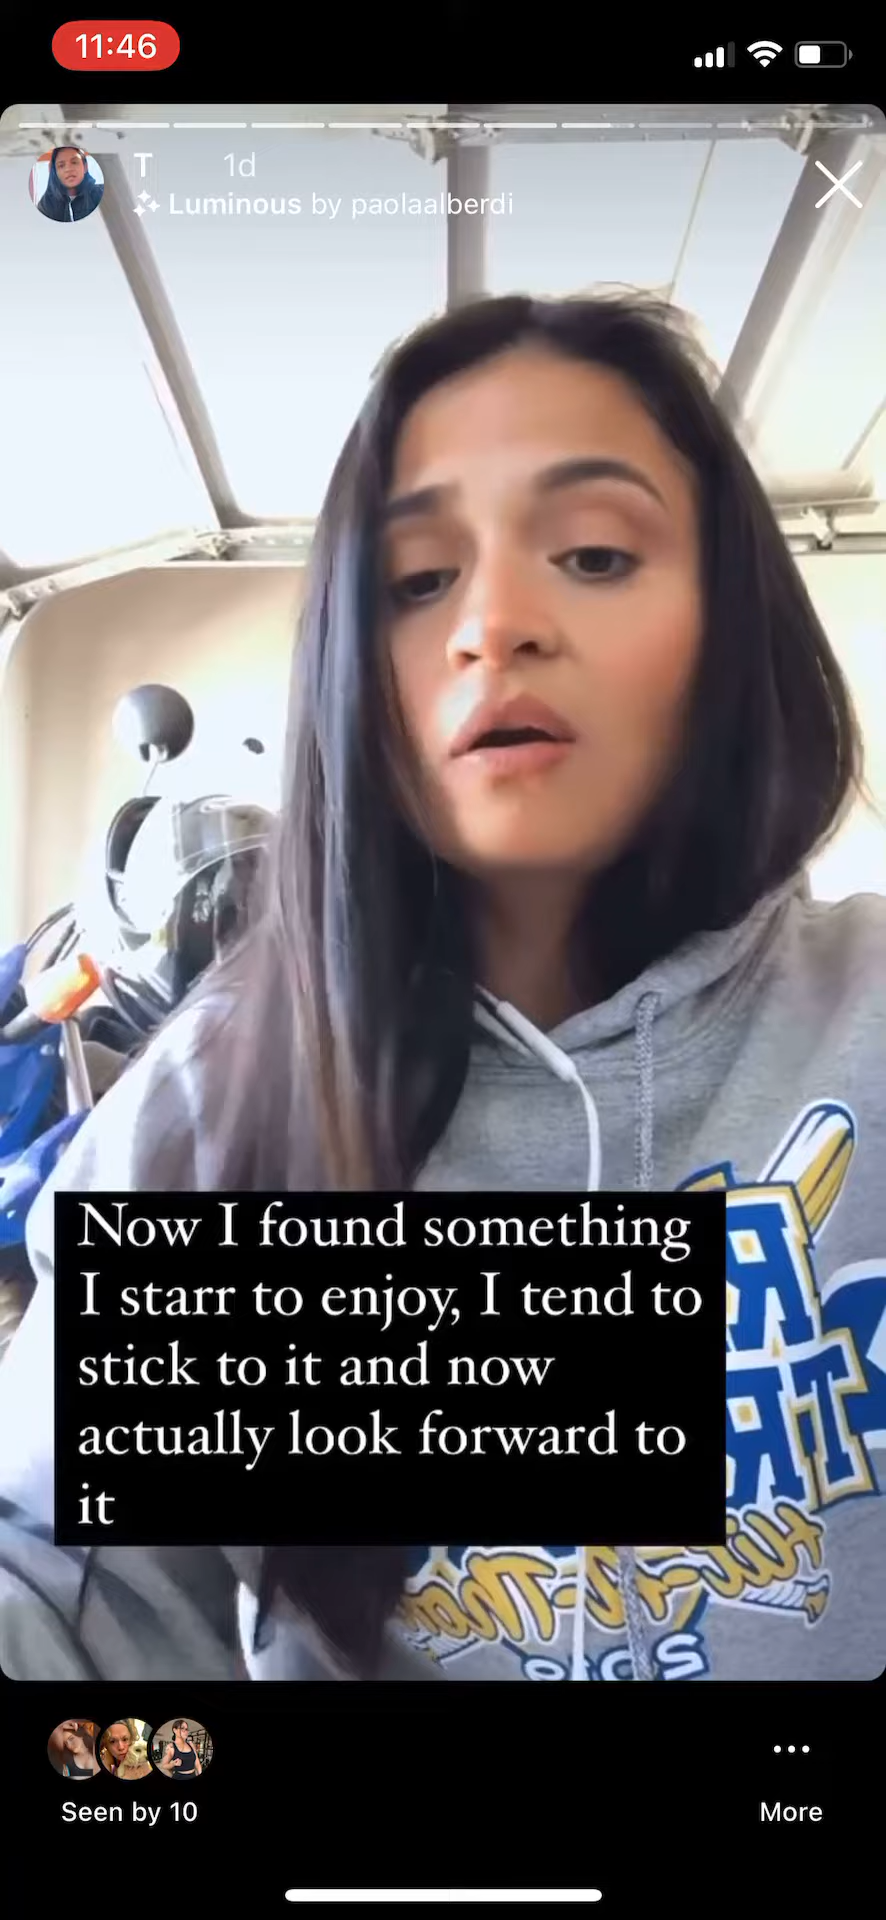 11:46
T 1d
Luminous by paolaalberdi
Now I found something
I starr to enjoy, I tend to
stick to it and now
actually look forward to
it
Seen by 10
More